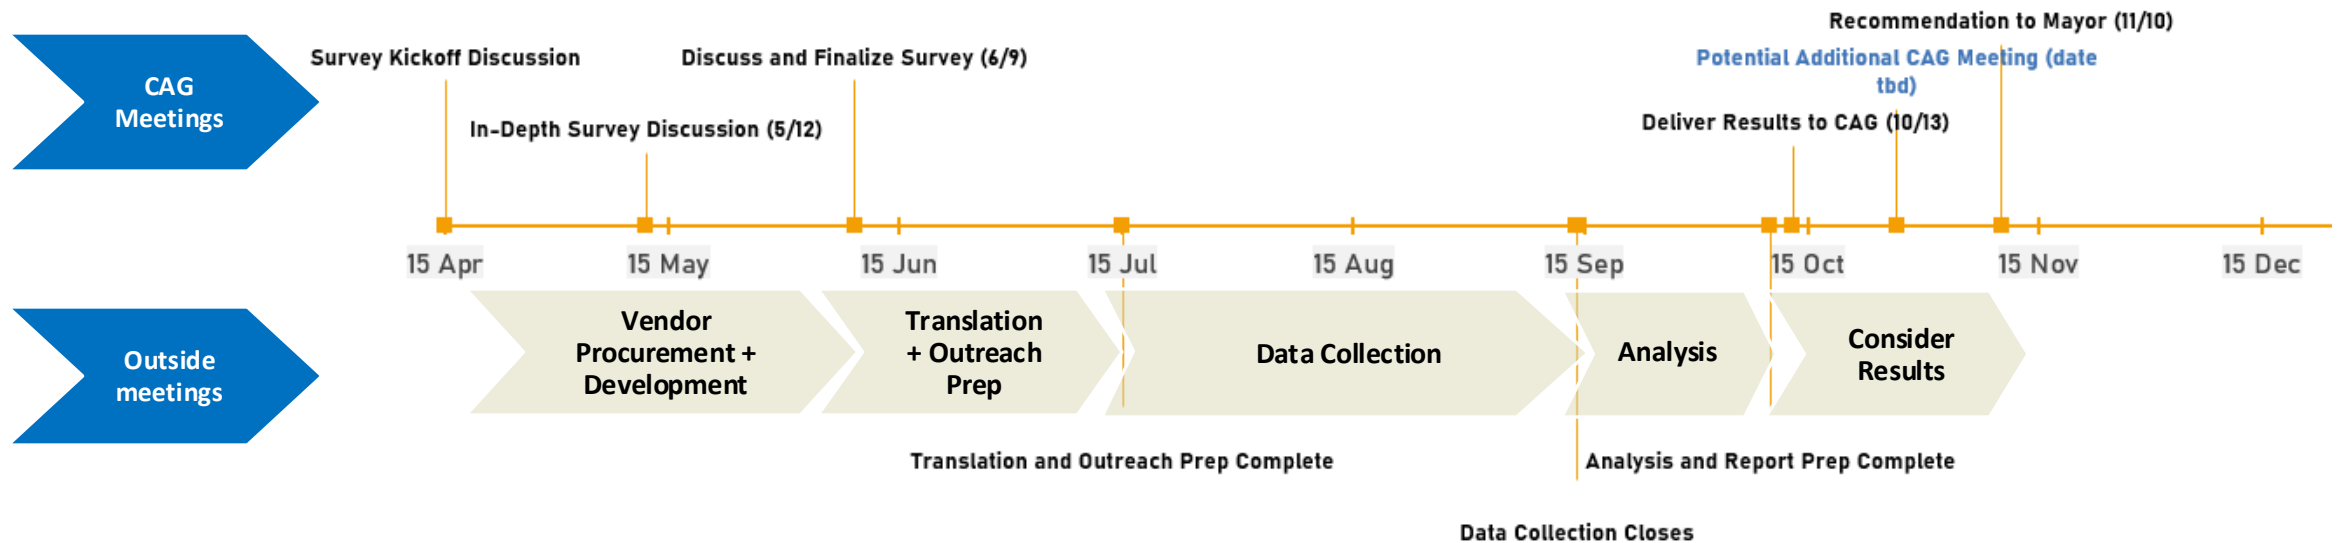 Recommendation to Mayor (11/10)
Survey Kickoff Discussion
Discuss and Finalize Survey (6/9)
Potential Additional CAG Meeting (date
tbd)
CAG
Meetings
In-Depth Survey Discussion (5/12)
Deliver Results to CAG (10/13)
15 Apr
15 May
15 Jun
15 Jul
15 Aug
15 Sep
15 Oct
15 Nov
15 Dec
Outside
meetings
Vendor
Procurement +
Development
Translation
+ Outreach
Prep
Data Collection
Analysis
Consider
Results
Translation and Outreach Prep Complete
Analysis and Report Prep Complete
Data Collection Closes